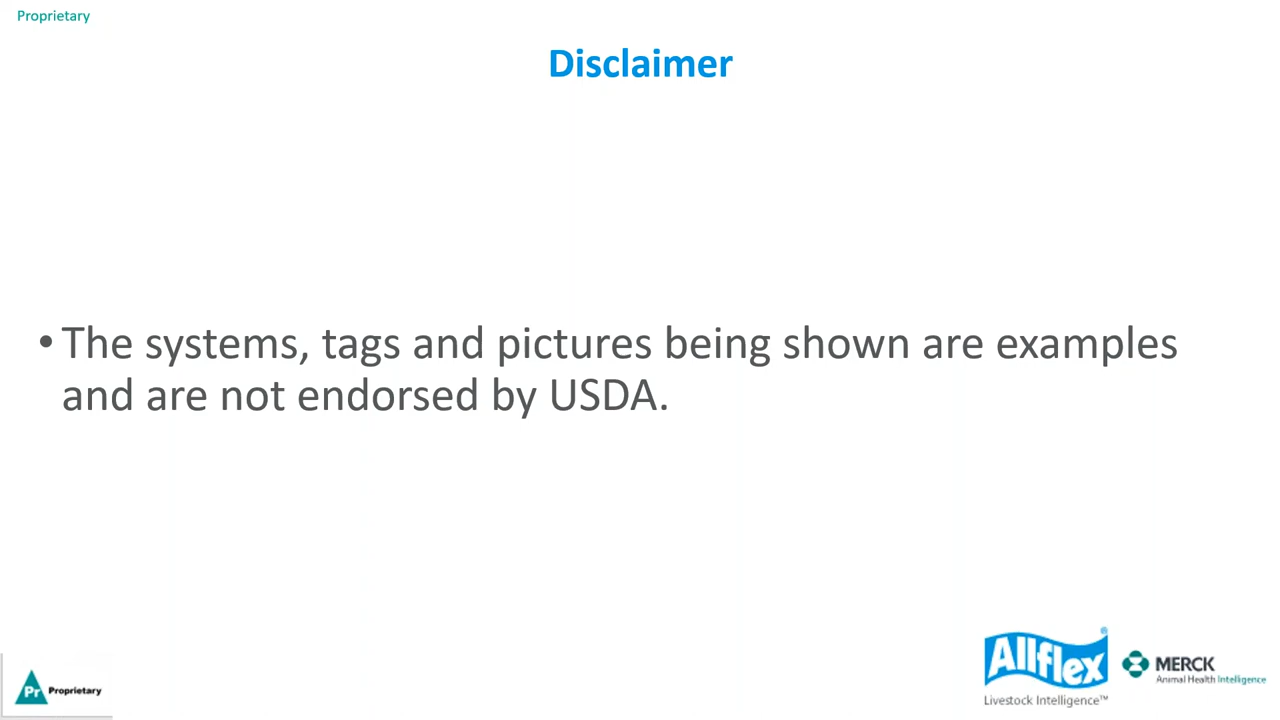 Proprietary
Disclaimer
• The systems, tags and pictures being shown are examples
and are not endorsed by USDA.
Allflex®
Livestock Intelligence™
MERCK
Animal Health Intelligence
Pr Proprietary